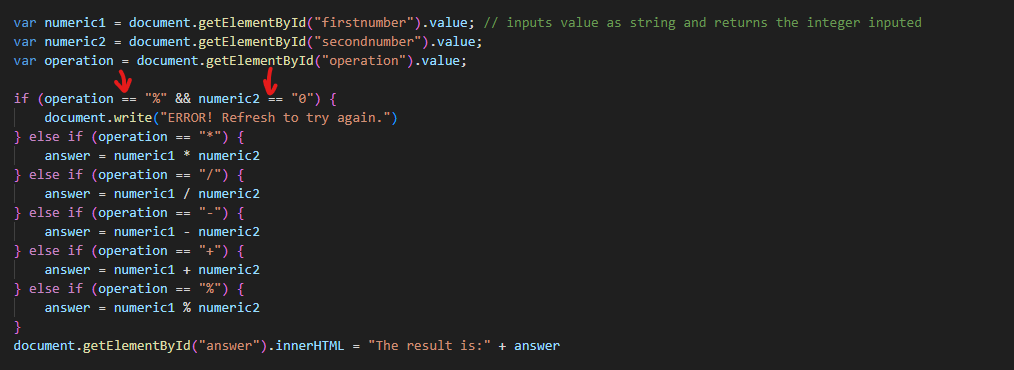 var numeric1 = document.getElementById("firstnumber").value; // inputs value as string and returns the integer inputed
var numeric2 = document.getElementById("secondnumber").value;
var operation = document.getElementById("operation").value;
if (operation == "%" && numeric2 == "0") {
    document.write("ERROR! Refresh to try again.")
} else if (operation == "*") {
    answer = numeric1 * numeric2
} else if (operation == "/") {
    answer = numeric1 / numeric2
} else if (operation == "-") {
    answer = numeric1 - numeric2
} else if (operation == "+") {
    answer = numeric1 + numeric2
} else if (operation == "%") {
    answer = numeric1 % numeric2
}
document.getElementById("answer").innerHTML = "The result is:" + answer